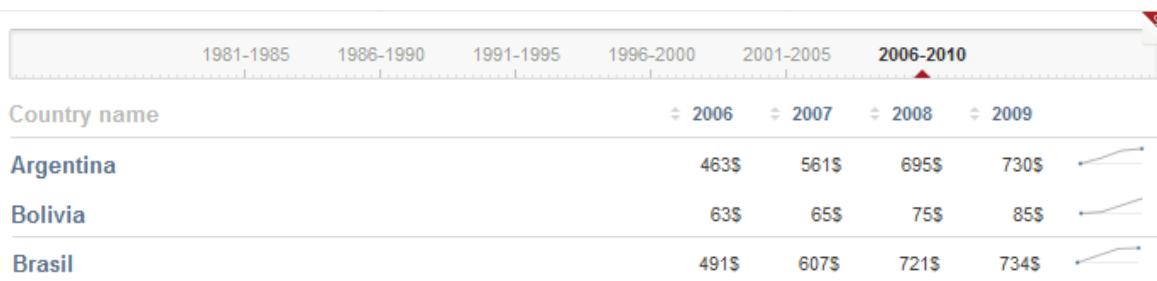 1981-1985 1986-1990 1991-1995 1996-2000 2001-2005 2006-2010
Country name 2006 2007 2008 2009
Argentina 463$ 561$ 695$ 730$
Bolivia 63$ 65$ 75$ 85$
Brasil 491$ 607$ 721$ 734$